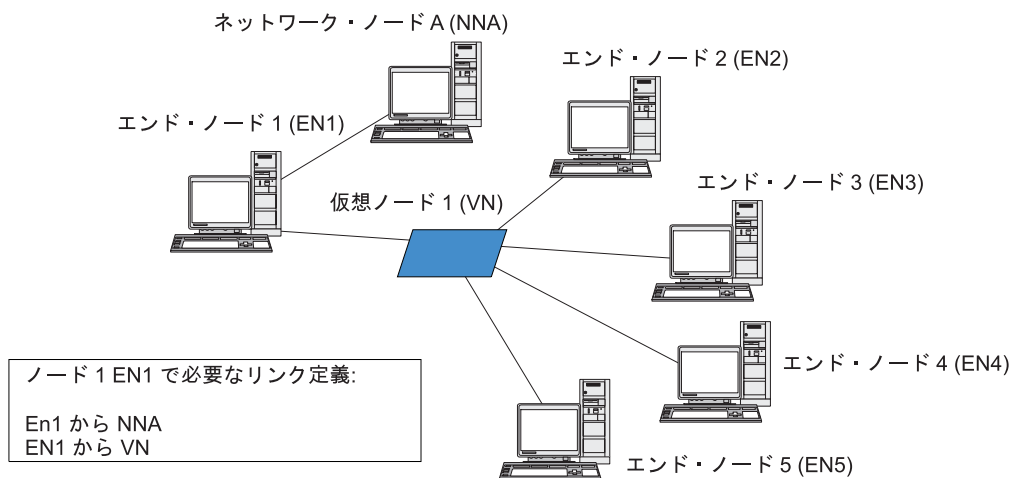 ネットワーク・ノード A (NNA)
エンド・ノード 2 (EN2)
エンド・ノード 1 (EN1)
エンド・ノード 3 (EN3)
仮想ノード 1 (VN)
エンド・ノード 4 (EN4)
ノード 1 EN1 で必要なリンク定義:
En1 から NNA
EN1 から VN
エンド・ノード 5 (EN5)